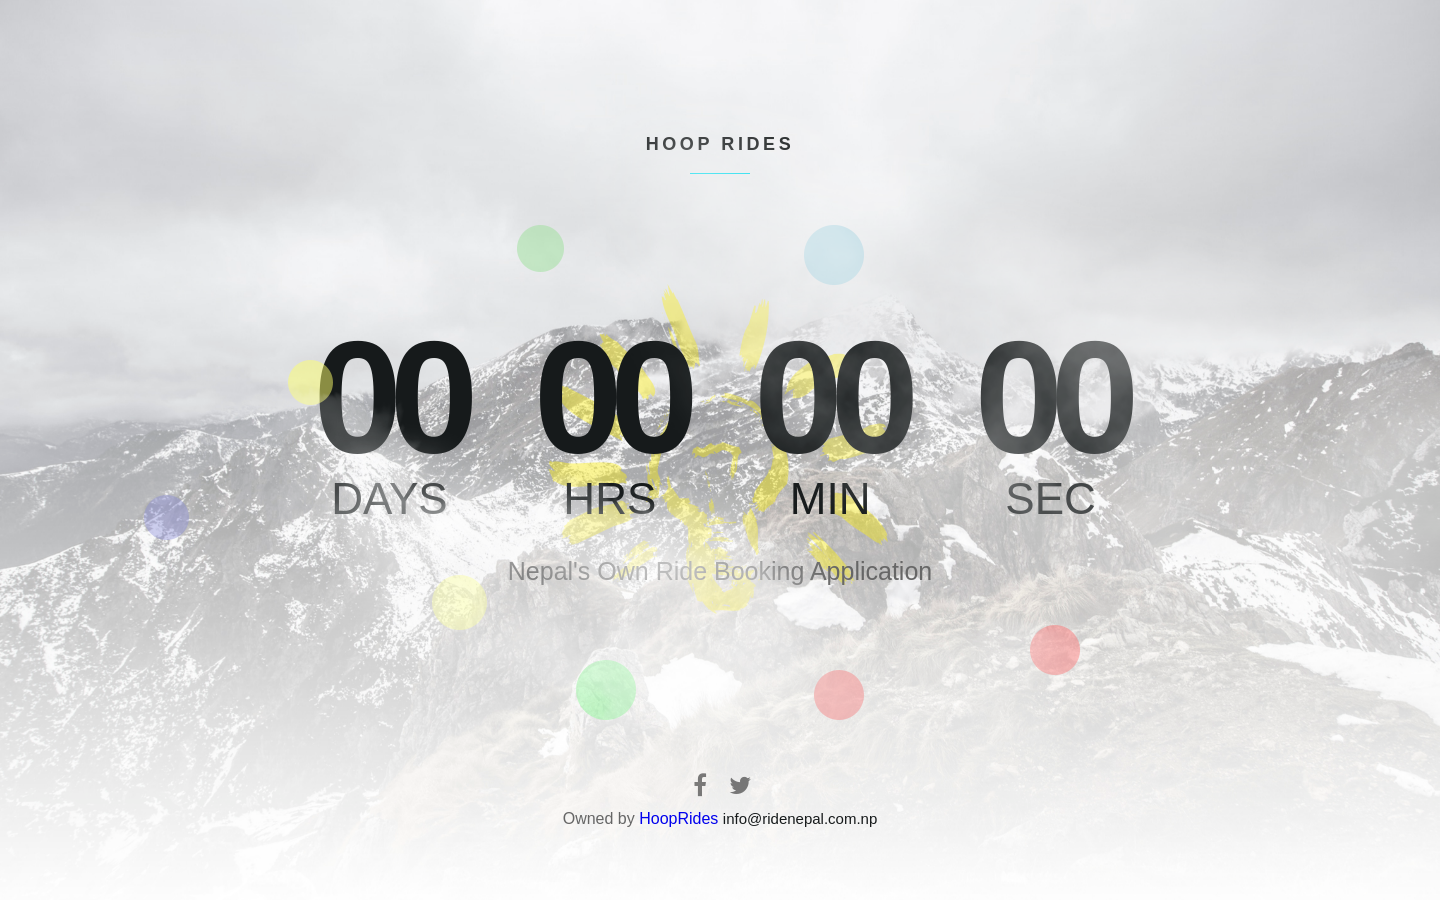 HOOP RIDES
00 00 00 00
DAYS HRS MIN SEC
Nepal's Own Ride Booking Application
Owned by HoopRides info@ridenepal.com.np